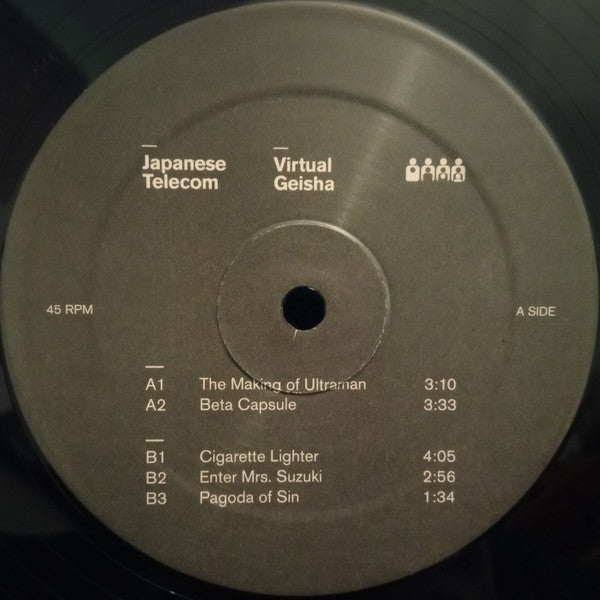 Japanese
Telecom
Virtual
Geisha
45 RPM
A SIDE
A1 The Making of Ultraman 3:10
A2 Beta Capsule 3:33
B1 Cigarette Lighter 4:05
B2 Enter Mrs. Suzuki 2:56
B3 Pagoda of Sin 1:34